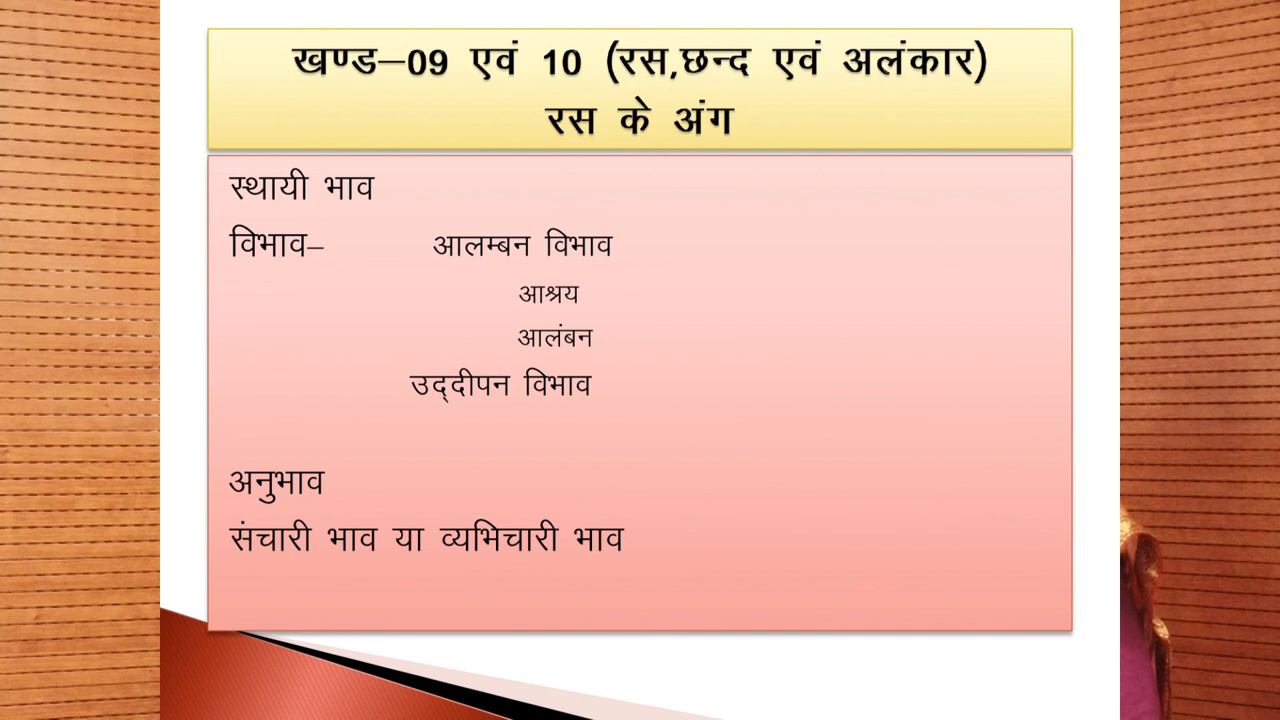 खण्ड–09 एवं 10 (रस,छन्द एवं अलंकार)
रस के अंग
स्थायी भाव
विभाव– आलम्बन विभाव
आश्रय
आलंबन
उद्दीपन विभाव
अनुभाव
संचारी भाव या व्यभिचारी भाव